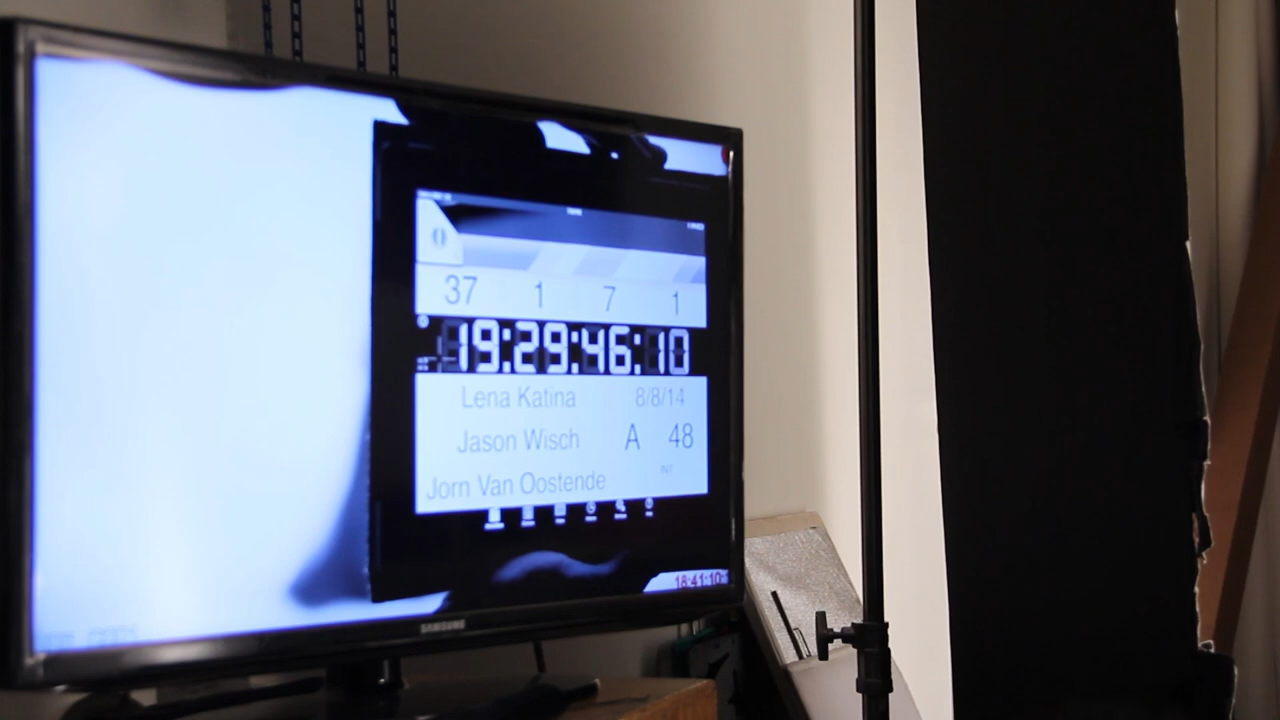 37 1 7 1
19:29:46:10
Lena Katina 8/8/14
Jason Wisch A 48
INT
Jorn Van Oostende
18:41:10
SAMSUNG